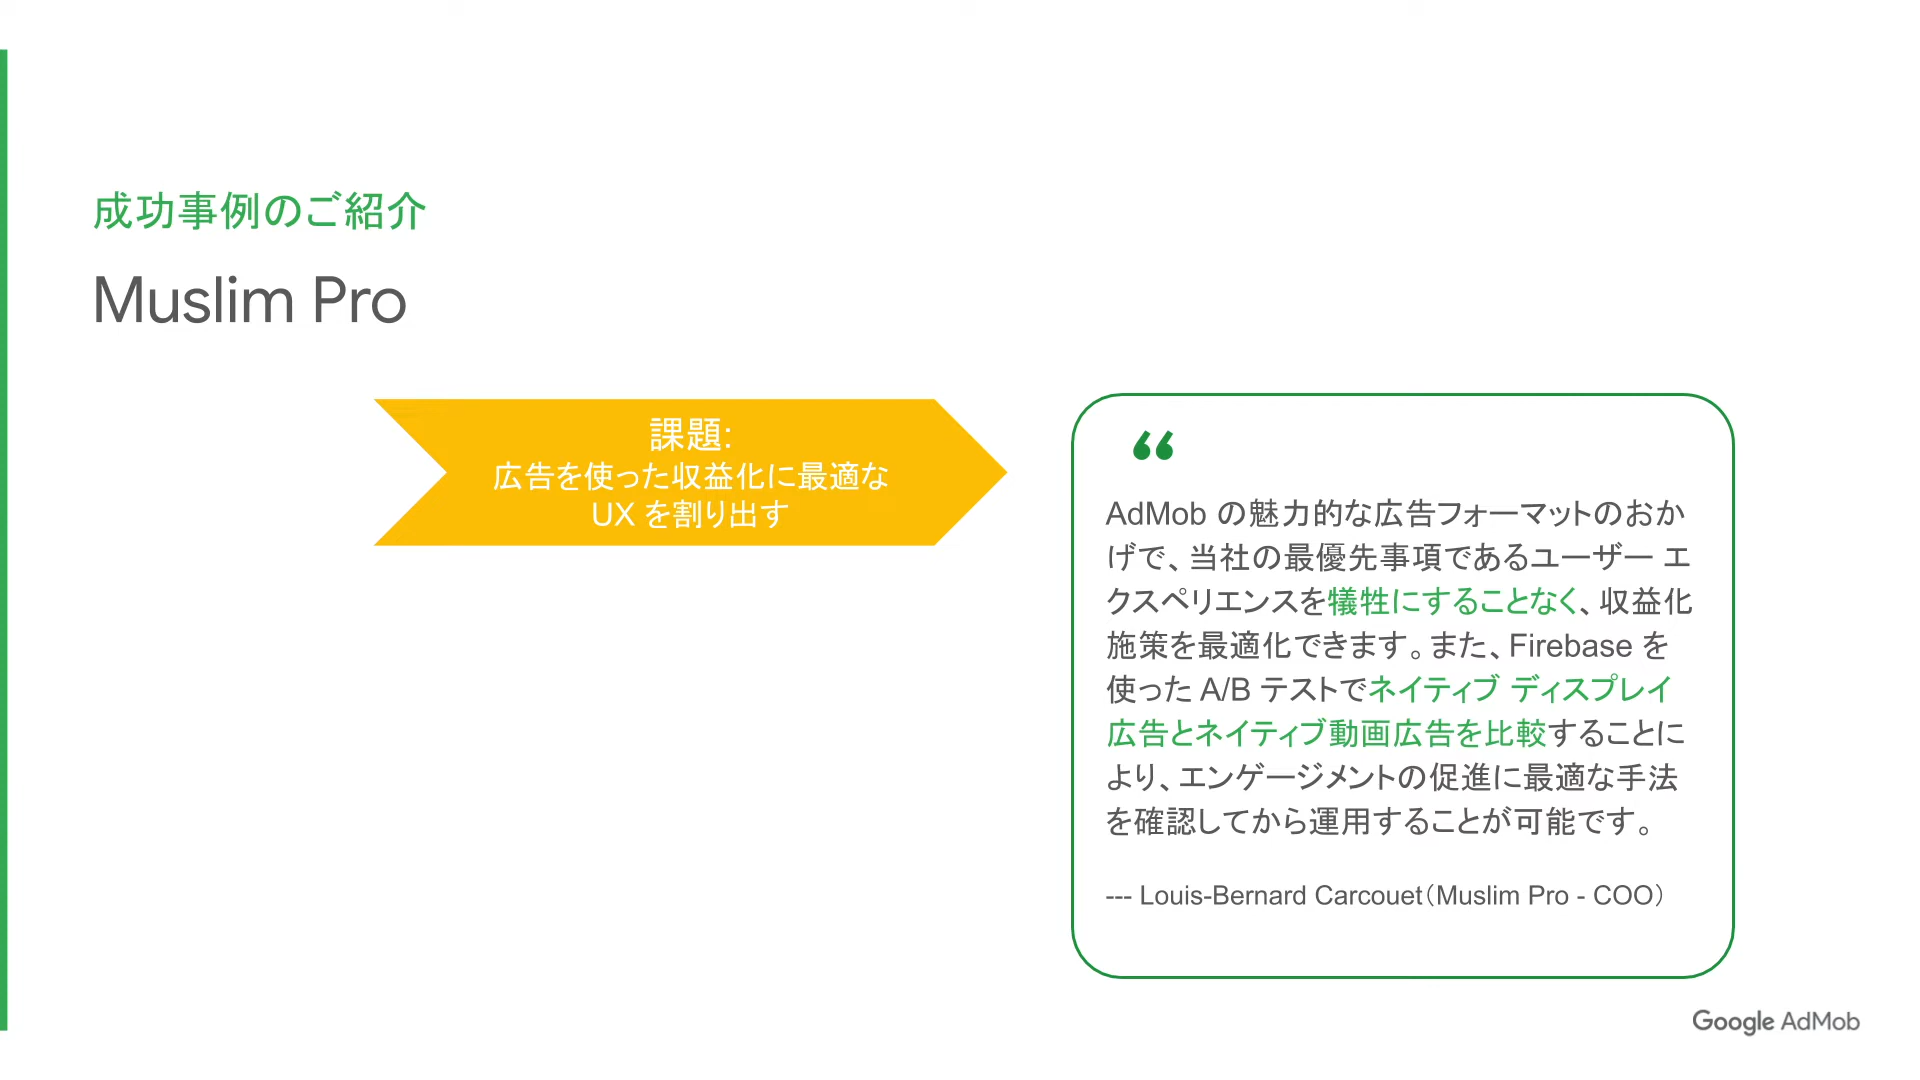 成功事例のご紹介
Muslim Pro
課題:
広告を使った収益化に最適な
UX を割り出す
“
AdMob の魅力的な広告フォーマットのおか
げで、当社の最優先事項であるユーザー エ
クスペリエンスを犠牲にすることなく、収益化
施策を最適化できます。また、Firebase を
使った A/B テストでネイティブ ディスプレイ
広告とネイティブ動画広告を比較することに
より、エンゲージメントの促進に最適な手法
を確認してから運用することが可能です。
--- Louis-Bernard Carcouet（Muslim Pro - COO）
Google AdMob